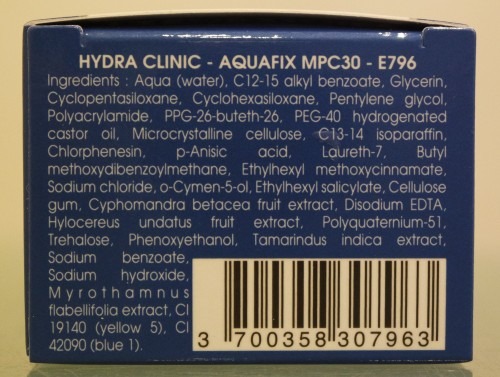 HYDRA CLINIC - AQUAFIX MPC30 - E796
Ingredients : Aqua (water), C12-15 alkyl benzoate, Glycerin,
Cyclopentasiloxane, Cyclohexasiloxane, Pentylene glycol,
Polyacrylamide, PPG-26-buteth-26, PEG-40 hydrogenated
castor oil, Microcrystalline cellulose, C13-14 isoparaffin,
Chlorphenesin, p-Anisic acid, Laureth-7, Butyl
methoxydibenzoylmethane, Ethylhexyl methoxycinnamate,
Sodium chloride, o-Cymen-5-ol, Ethylhexyl salicylate, Cellulose
gum, Cyphomandra betacea fruit extract, Disodium EDTA,
Hylocereus undatus fruit extract, Polyquaternium-51,
Trehalose, Phenoxyethanol, Tamarindus indica extract,
Sodium benzoate,
Sodium hydroxide,
Myrothamnus
flabellifolia extract, CI
19140 (yellow 5), CI
42090 (blue 1).
3 700358 307963